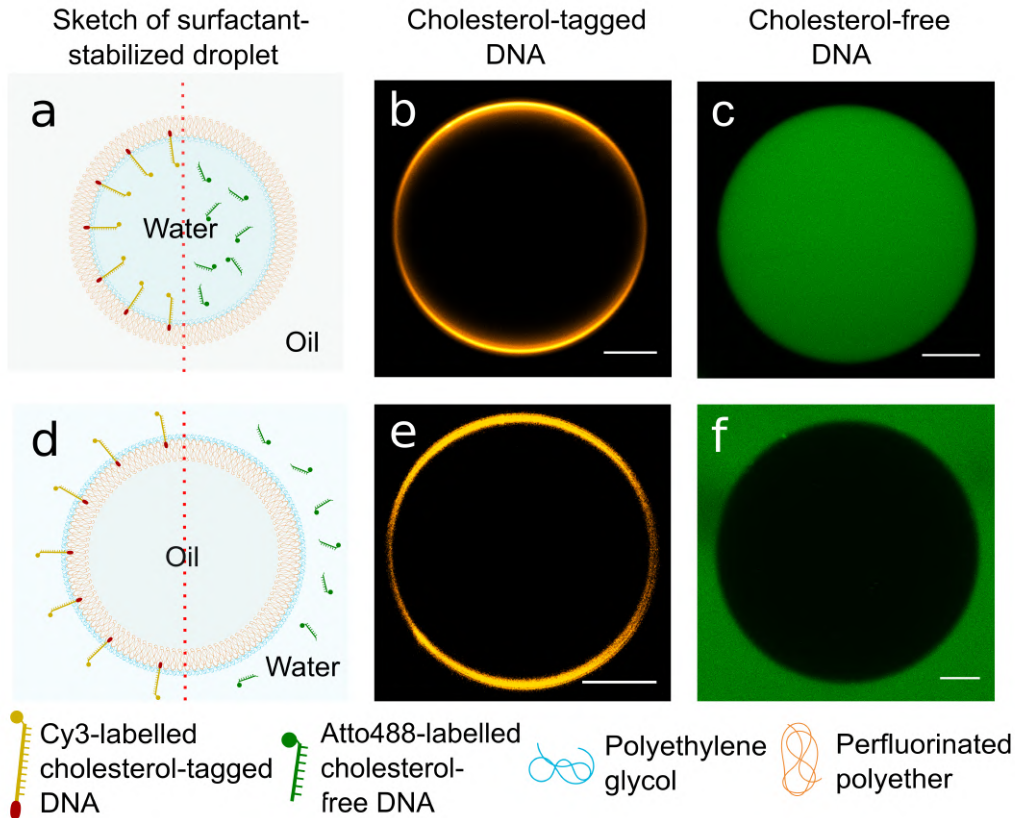 Sketch of surfactant-
stabilized droplet
Cholesterol-tagged
DNA
Cholesterol-free
DNA
a
Water
Oil
b
c
d
Oil
Water
e
f
Cy3-labelled
cholesterol-tagged
DNA
Atto488-labelled
cholesterol-
free DNA
Polyethylene
glycol
Perfluorinated
polyether